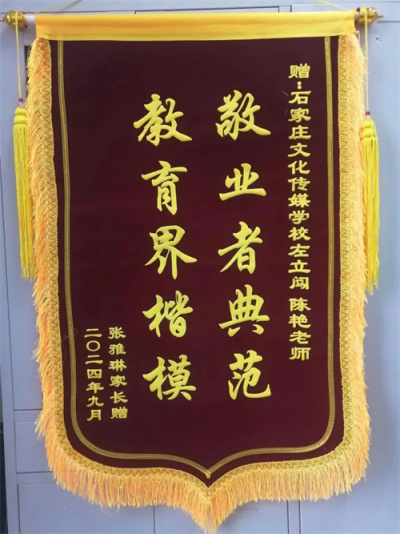 赠：石家庄文化传媒学校左立闯 陈艳老师
敬业者典范
教育界楷模
张雅琳家长赠
二〇二四年九月